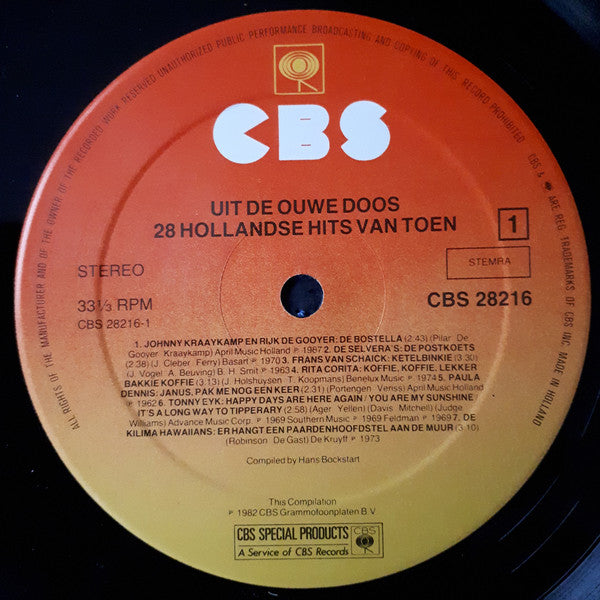 ALL RIGHTS OF THE MANUFACTURER AND OF THE OWNER OF THE RECORDED WORK RESERVED UNAUTHORIZED PUBLIC PERFORMANCE BROADCASTING AND COPYING OF THIS RECORD PROHIBITED CBS & ARE REG. TRADEMARKS OF CBS INC. MADE IN HOLLAND
CBS
UIT DE OUWE DOOS
28 HOLLANDSE HITS VAN TOEN
1
STEREO
STEMRA
33⅓ RPM
CBS 28216
CBS 28216-1
1. JOHNNY KRAAYKAMP EN RIJK DE GOOYER: DE BOSTELLA (2.43) (Pilar De
Gooyer Kraaykamp) April Music Holland ℗ 1967 2. DE SELVERA'S: DE POSTKOETS
(2.38) (J. Cleber Ferry) Basart ℗ 1970 3. FRANS VAN SCHAICK: KETELBINKIE (3.30)
(J. Vogel A. Beuving) B. H. Smit ℗ 1963 4. RITA CORITA: KOFFIE, KOFFIE, LEKKER
BAKKIE KOFFIE (3.13) (J. Holshuysen T. Koopmans) Benelux Music ℗ 1974 5. PAULA
DENNIS: JANUS, PAK ME NOG EEN KEER (2.31) (Portengen Verss) April Music Holland
℗ 1962 6. TONNY EYK: HAPPY DAYS ARE HERE AGAIN / YOU ARE MY SUNSHINE
IT'S A LONG WAY TO TIPPERARY (2.58) (Ager Yellen) (Davis Mitchell) (Judge
Williams) Advance Music Corp. ℗ 1969 Southern Music ℗ 1969 Feldman ℗ 1969 7. DE
KILIMA HAWAIIANS: ER HANGT EEN PAARDENHOOFDSTEL AAN DE MUUR (3.10)
(Robinson De Gast) De Kruyff ℗ 1973
Compiled by Hans Bockstart
This Compilation
℗ 1982 CBS Grammofoonplaten B.V.
CBS SPECIAL PRODUCTS
A Service of CBS Records
CBS